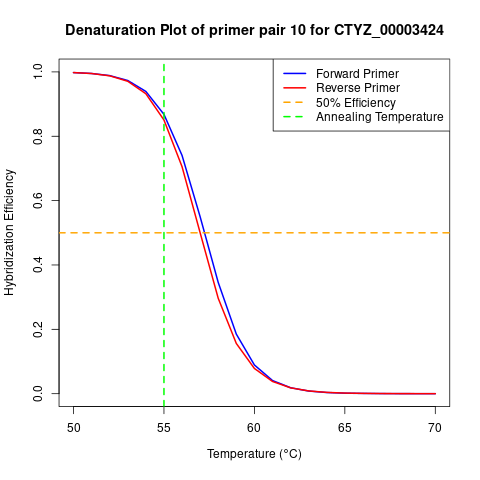 Denaturation Plot of primer pair 10 for CTYZ_00003424
Forward Primer
Reverse Primer
50% Efficiency
Annealing Temperature
Hybridization Efficiency
1.0
0.8
0.6
0.4
0.2
0.0
50
55
60
65
70
Temperature (°C)